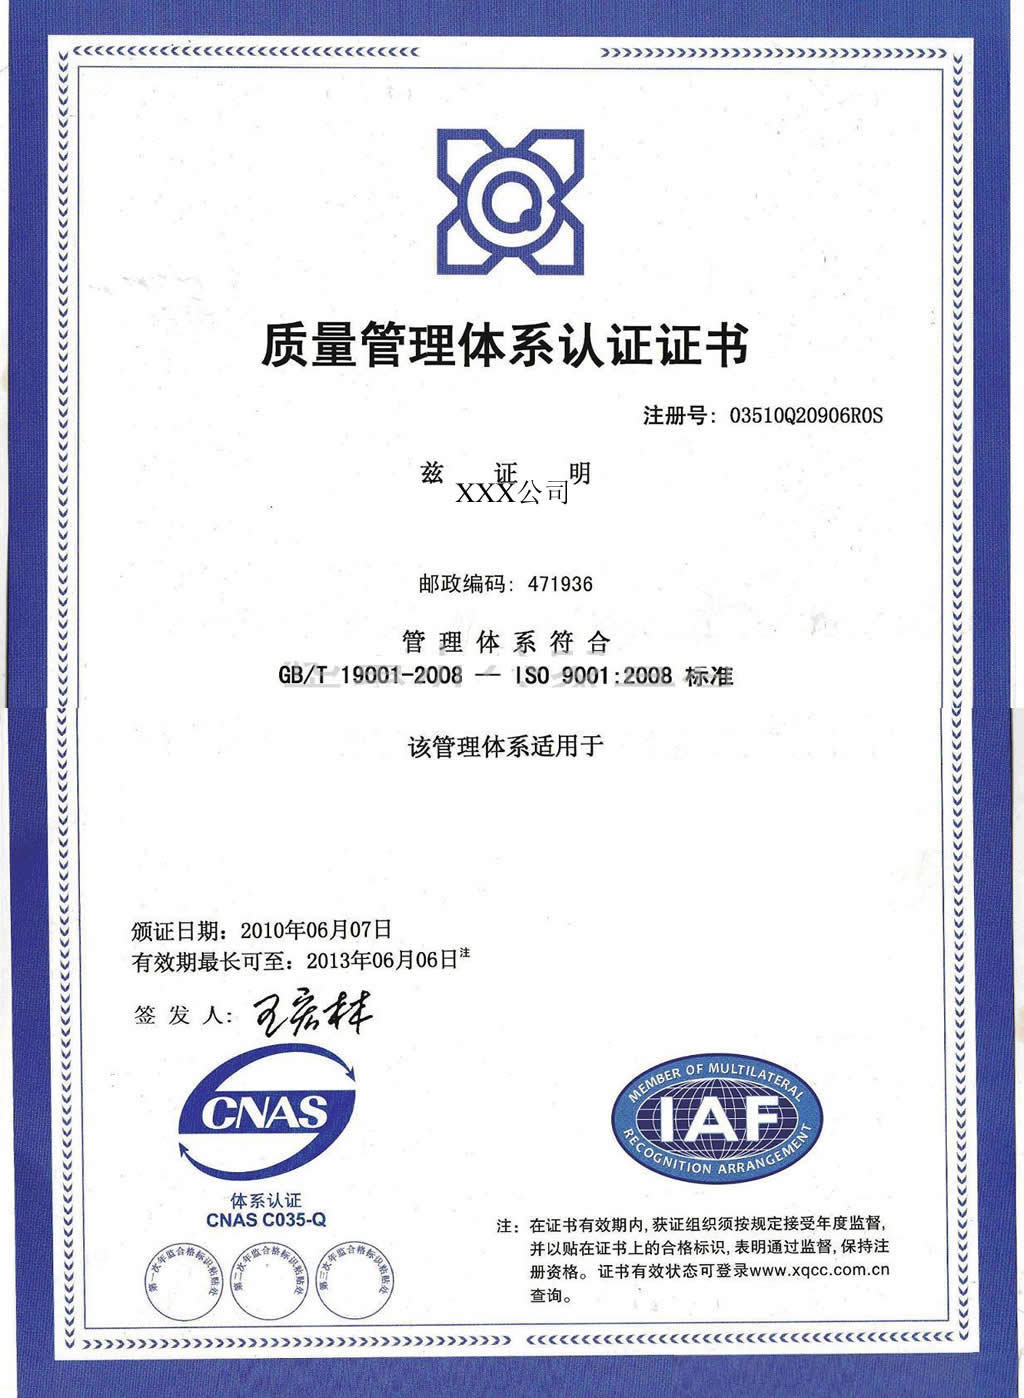 质量管理体系认证证书
注册号：03510Q20906R0S
兹 证 明
XXX公司
邮政编码：471936
管理体系符合
GB/T 19001-2008 — ISO 9001:2008 标准
该管理体系适用于
颁证日期：2010年06月07日
有效期最长可至：2013年06月06日注
签 发 人：
CNAS
体系认证
CNAS C035-Q
MEMBER OF MULTILATERAL
IAF
RECOGNITION ARRANGEMENT
第一次年监合格标识粘贴处
第二次年监合格标识粘贴处
第三次年监合格标识粘贴处
注：在证书有效期内,获证组织须按规定接受年度监督,
并以贴在证书上的合格标识,表明通过监督,保持注
册资格。证书有效状态可登录www.xqcc.com.cn
查询。